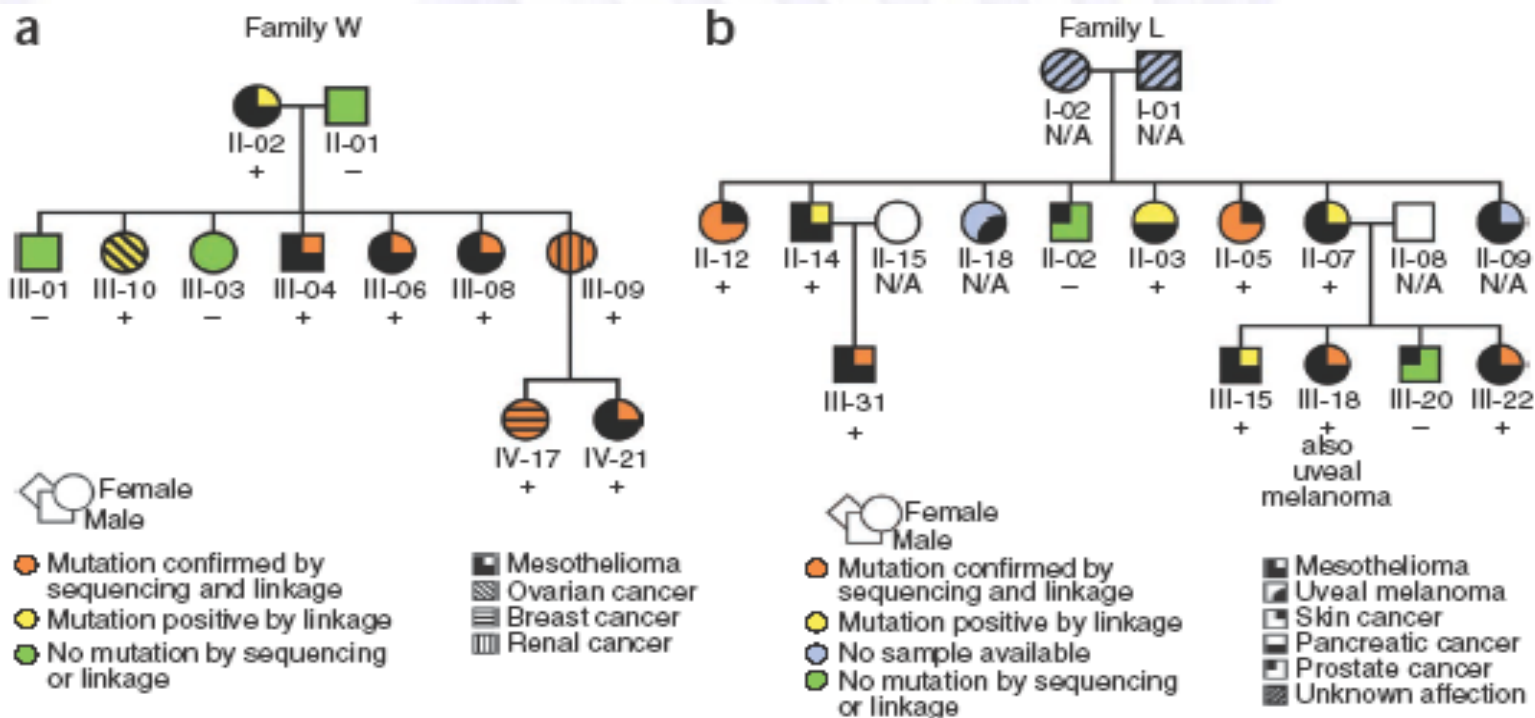 a
Family W
II-02
II-01
+
–
III-01
III-10
III-03
III-04
III-06
III-08
III-09
–
+
–
+
+
+
+
IV-17
IV-21
+
+
Female
Male
Mutation confirmed by
sequencing and linkage
Mutation positive by linkage
No mutation by sequencing
or linkage
Mesothelioma
Ovarian cancer
Breast cancer
Renal cancer
b
Family L
I-02
I-01
N/A
N/A
II-12
II-14
II-15
II-18
II-02
II-03
II-05
II-07
II-08
II-09
+
+
N/A
N/A
–
+
+
+
N/A
N/A
III-31
+
III-15
III-18
III-20
III-22
+
+
–
+
also
uveal
melanoma
Female
Male
Mutation confirmed by
sequencing and linkage
Mutation positive by linkage
No sample available
No mutation by sequencing
or linkage
Mesothelioma
Uveal melanoma
Skin cancer
Pancreatic cancer
Prostate cancer
Unknown affection